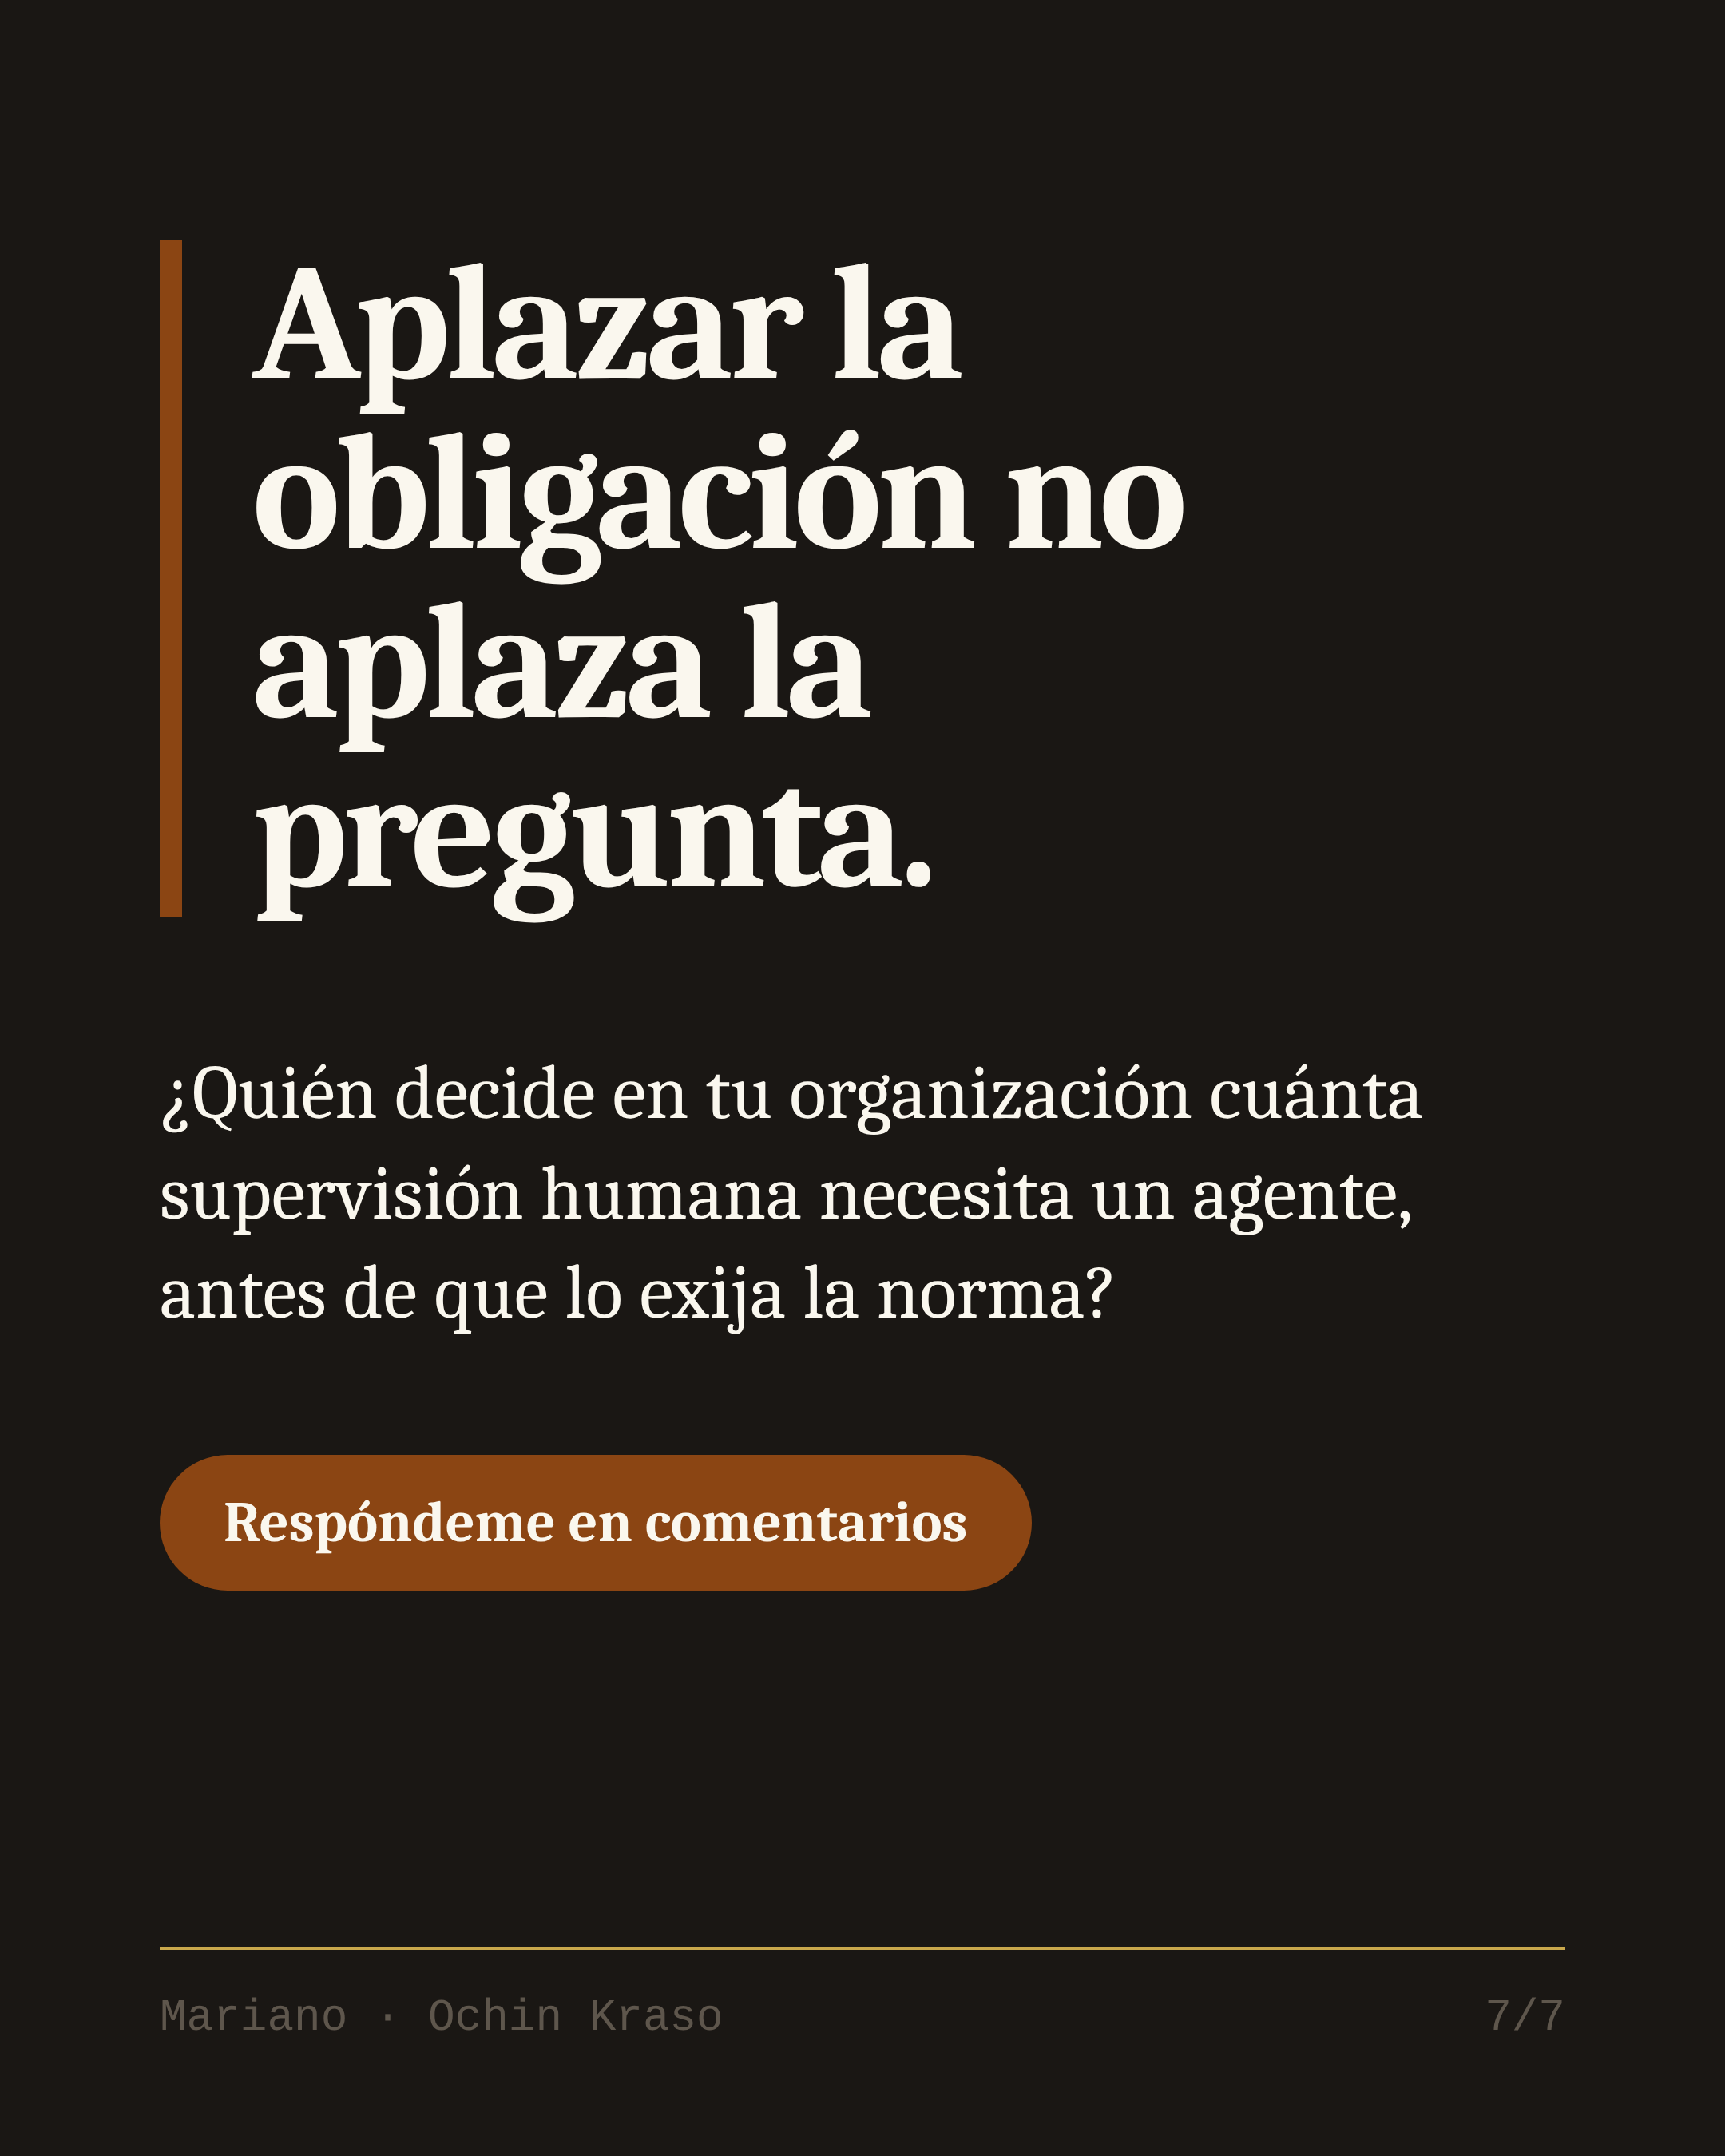 Aplazar la
obligación no
aplaza la
pregunta.
¿Quién decide en tu organización cuánta
supervisión humana necesita un agente,
antes de que lo exija la norma?
Respóndeme en comentarios
Mariano · Ochin Kraso
7/7